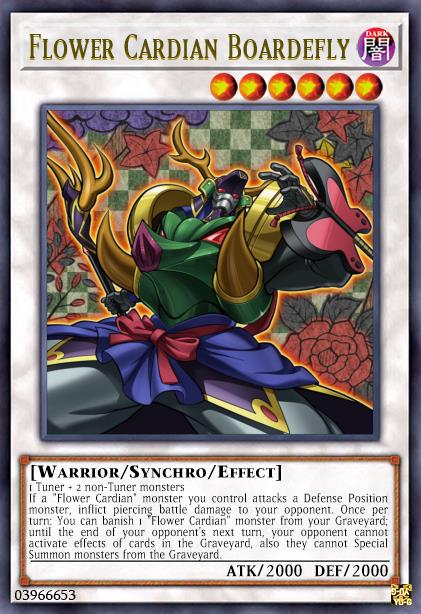 Flower Cardian Boardefly
DARK
闇
[Warrior/Synchro/Effect]
1 Tuner + 2 non-Tuner monsters
If a "Flower Cardian" monster you control attacks a Defense Position
monster, inflict piercing battle damage to your opponent. Once per
turn: You can banish 1 "Flower Cardian" monster from your Graveyard;
until the end of your opponent's next turn, your opponent cannot
activate effects of cards in the Graveyard, also they cannot Special
Summon monsters from the Graveyard.
ATK/2000 DEF/2000
03966653